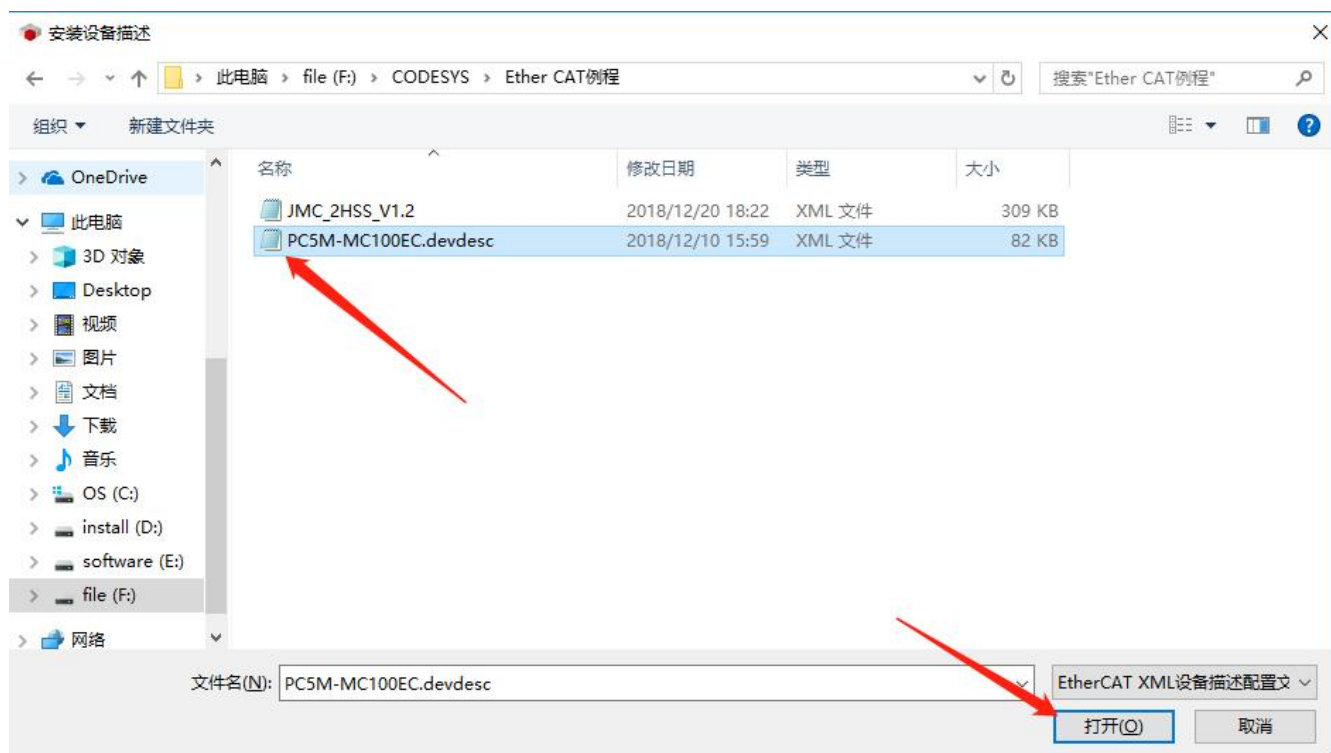 安装设备描述
此电脑 › file (F:) › CODESYS › Ether CAT例程
搜索"Ether CAT例程"
组织 新建文件夹
名称 修改日期 类型 大小
OneDrive
此电脑
3D 对象
Desktop
视频
图片
文档
下载
音乐
OS (C:)
install (D:)
software (E:)
file (F:)
网络
JMC_2HSS_V1.2 2018/12/20 18:22 XML 文件 309 KB
PC5M-MC100EC.devdesc 2018/12/10 15:59 XML 文件 82 KB
文件名(N): PC5M-MC100EC.devdesc
EtherCAT XML设备描述配置文
打开(O) 取消